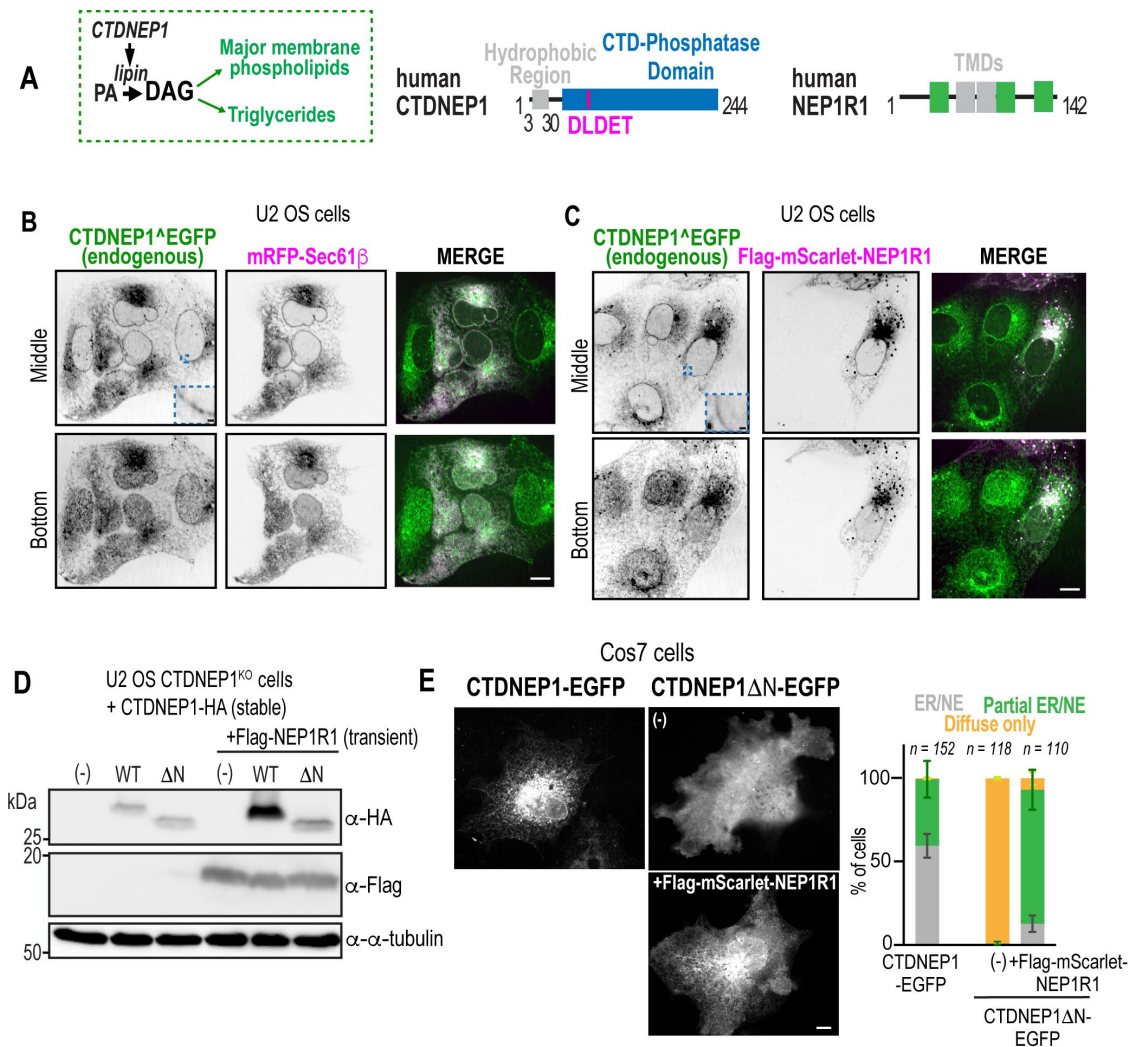 A
CTDNEP1
lipin
PA
DAG
Major membrane
phospholipids
Triglycerides
human
CTDNEP1
Hydrophobic
Region
CTD-Phosphatase
Domain
1
3
30
DLDET
244
human
NEP1R1
TMDs
1
142
B
U2 OS cells
CTDNEP1^EGFP
(endogenous)
mRFP-Sec61β
MERGE
Middle
Bottom
C
U2 OS cells
CTDNEP1^EGFP
(endogenous)
Flag-mScarlet-NEP1R1
MERGE
Middle
Bottom
D
U2 OS CTDNEP1ᴷᴼ cells
+ CTDNEP1-HA (stable)
+Flag-NEP1R1 (transient)
(-) WT ΔN (-) WT ΔN
kDa
25
α-HA
20
α-Flag
50
α-α-tubulin
E
Cos7 cells
CTDNEP1-EGFP
CTDNEP1ΔN-EGFP
(-)
+Flag-mScarlet-NEP1R1
ER/NE
Partial ER/NE
Diffuse only
n = 152
n = 118
n = 110
% of cells
100
50
0
CTDNEP1
-EGFP
(-)
+Flag-mScarlet-
NEP1R1
CTDNEP1ΔN-
EGFP